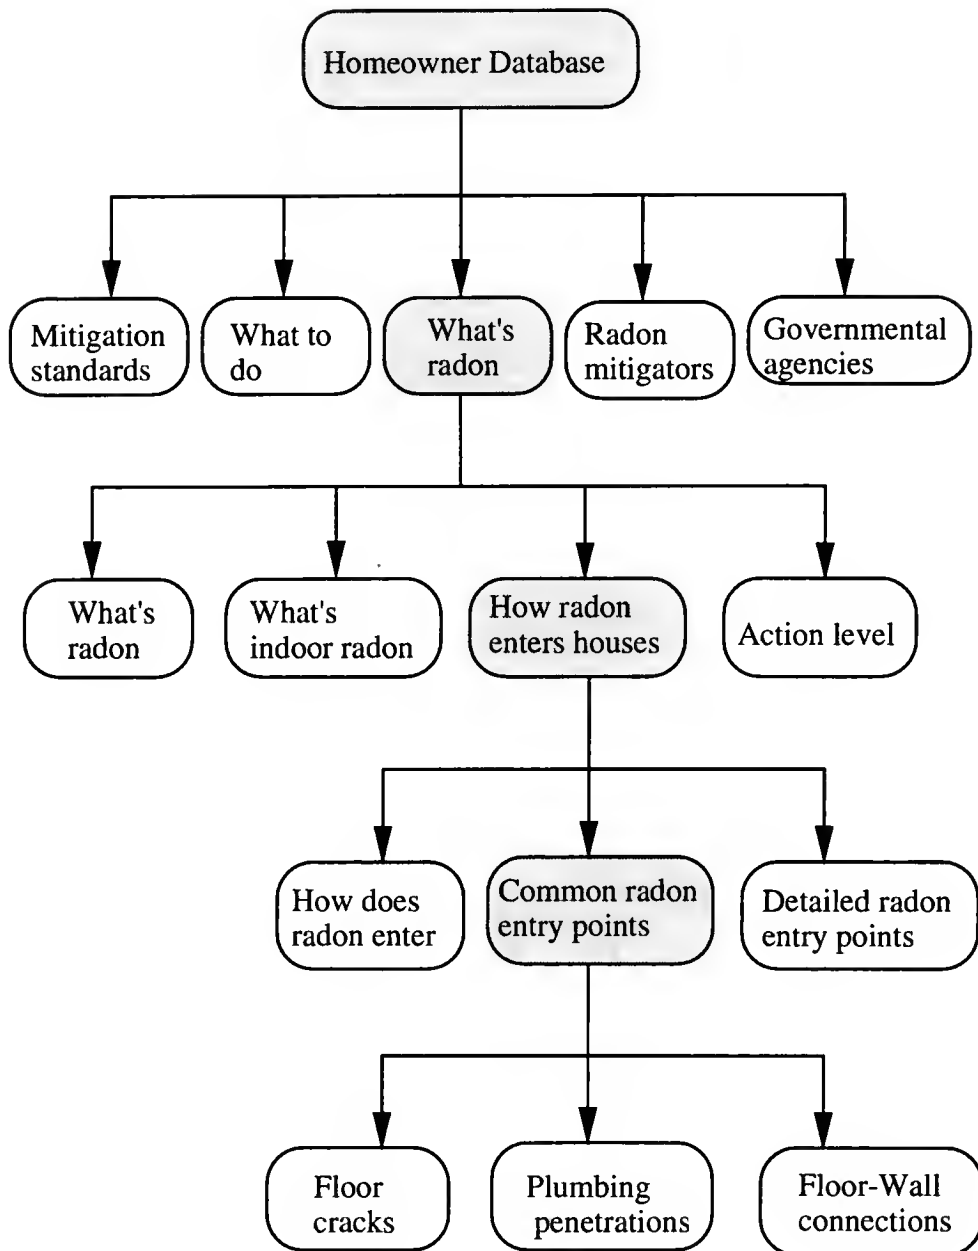 Homeowner Database
Mitigation
standards
What to
do
What's
radon
Radon
mitigators
Governmental
agencies
What's
radon
What's
indoor radon
How radon
enters houses
Action level
How does
radon enter
Common radon
entry points
Detailed radon
entry points
Floor
cracks
Plumbing
penetrations
Floor-Wall
connections